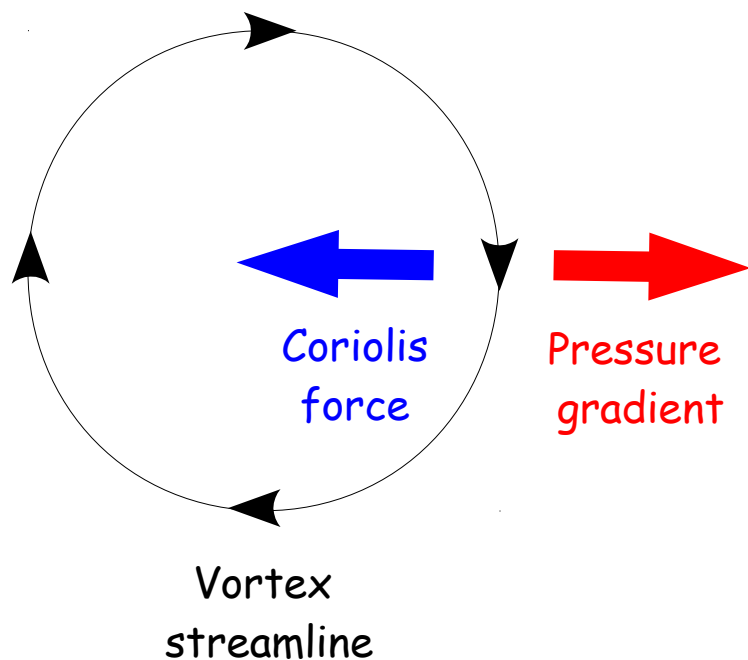 Coriolis
force
Pressure
gradient
Vortex
streamline